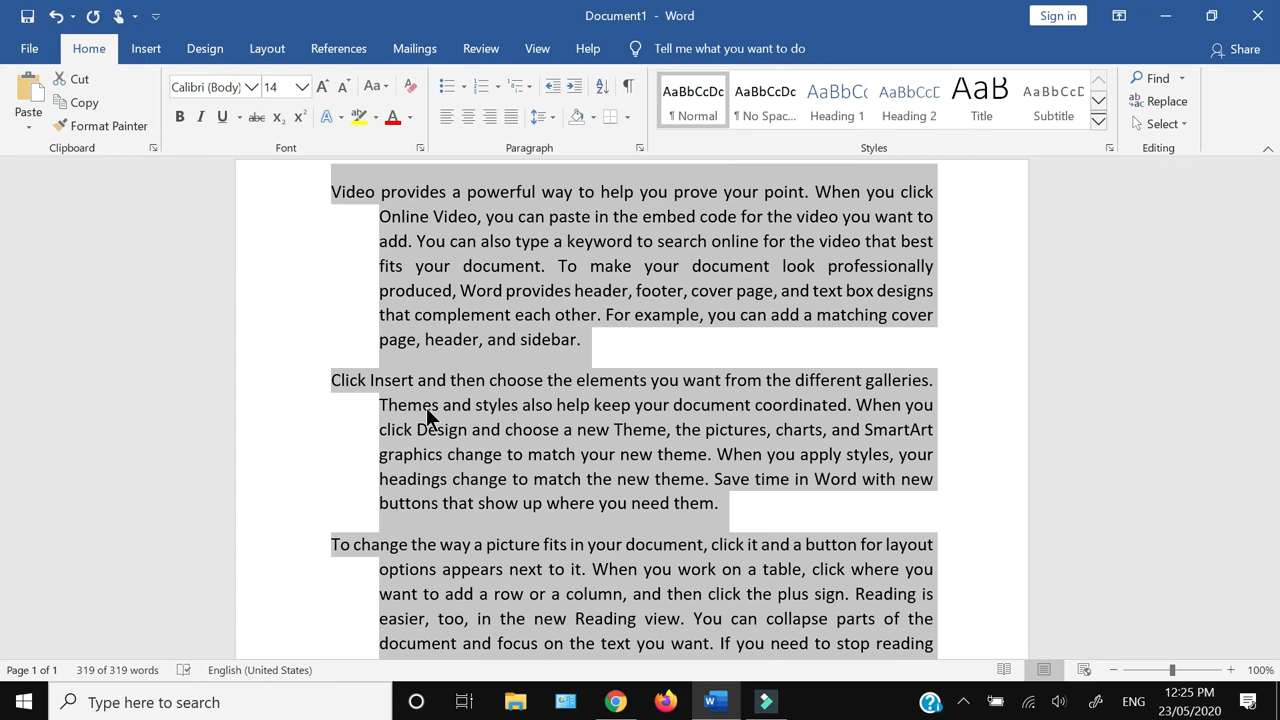 Document1 - Word
Sign in
File Home Insert Design Layout References Mailings Review View Help Tell me what you want to do Share
Paste
Cut
Copy
Format Painter
Clipboard
Calibri (Body) 14 Aa
B I U abc x₂ x² A A
Font
Paragraph
AaBbCcDc ¶ Normal
AaBbCcDc ¶ No Spac...
AaBbCc Heading 1
AaBbCcE Heading 2
AaB Title
AaBbCcD Subtitle
Styles
Find
Replace
Select
Editing
Video provides a powerful way to help you prove your point. When you click
Online Video, you can paste in the embed code for the video you want to
add. You can also type a keyword to search online for the video that best
fits your document. To make your document look professionally
produced, Word provides header, footer, cover page, and text box designs
that complement each other. For example, you can add a matching cover
page, header, and sidebar.
Click Insert and then choose the elements you want from the different galleries.
Themes and styles also help keep your document coordinated. When you
click Design and choose a new Theme, the pictures, charts, and SmartArt
graphics change to match your new theme. When you apply styles, your
headings change to match the new theme. Save time in Word with new
buttons that show up where you need them.
To change the way a picture fits in your document, click it and a button for layout
options appears next to it. When you work on a table, click where you
want to add a row or a column, and then click the plus sign. Reading is
easier, too, in the new Reading view. You can collapse parts of the
document and focus on the text you want. If you need to stop reading
Page 1 of 1 319 of 319 words English (United States) 100%
Type here to search
ENG
12:25 PM
23/05/2020